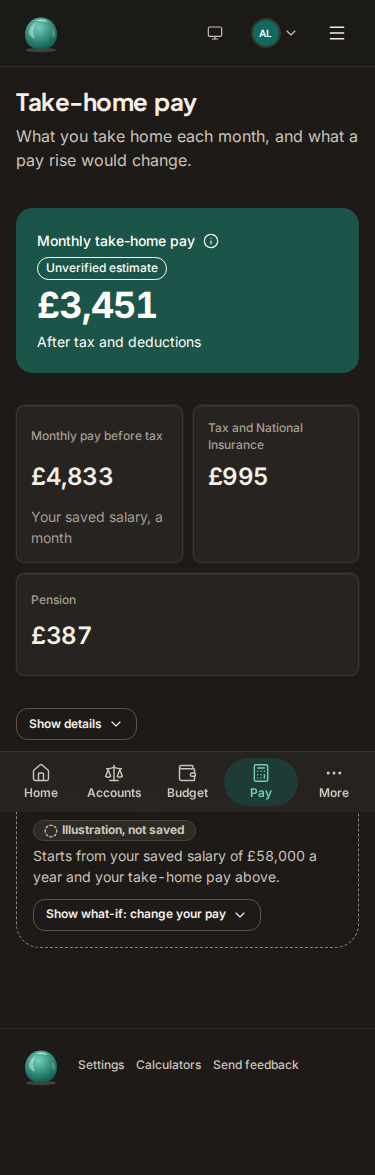 AL
Take-home pay
What you take home each month, and what a
pay rise would change.
Monthly take-home pay
Unverified estimate
£3,451
After tax and deductions
Monthly pay before tax
£4,833
Your saved salary, a
month
Tax and National
Insurance
£995
Pension
£387
Show details
Home
Accounts
Budget
Pay
More
Illustration, not saved
Starts from your saved salary of £58,000 a
year and your take-home pay above.
Show what-if: change your pay
Settings
Calculators
Send feedback